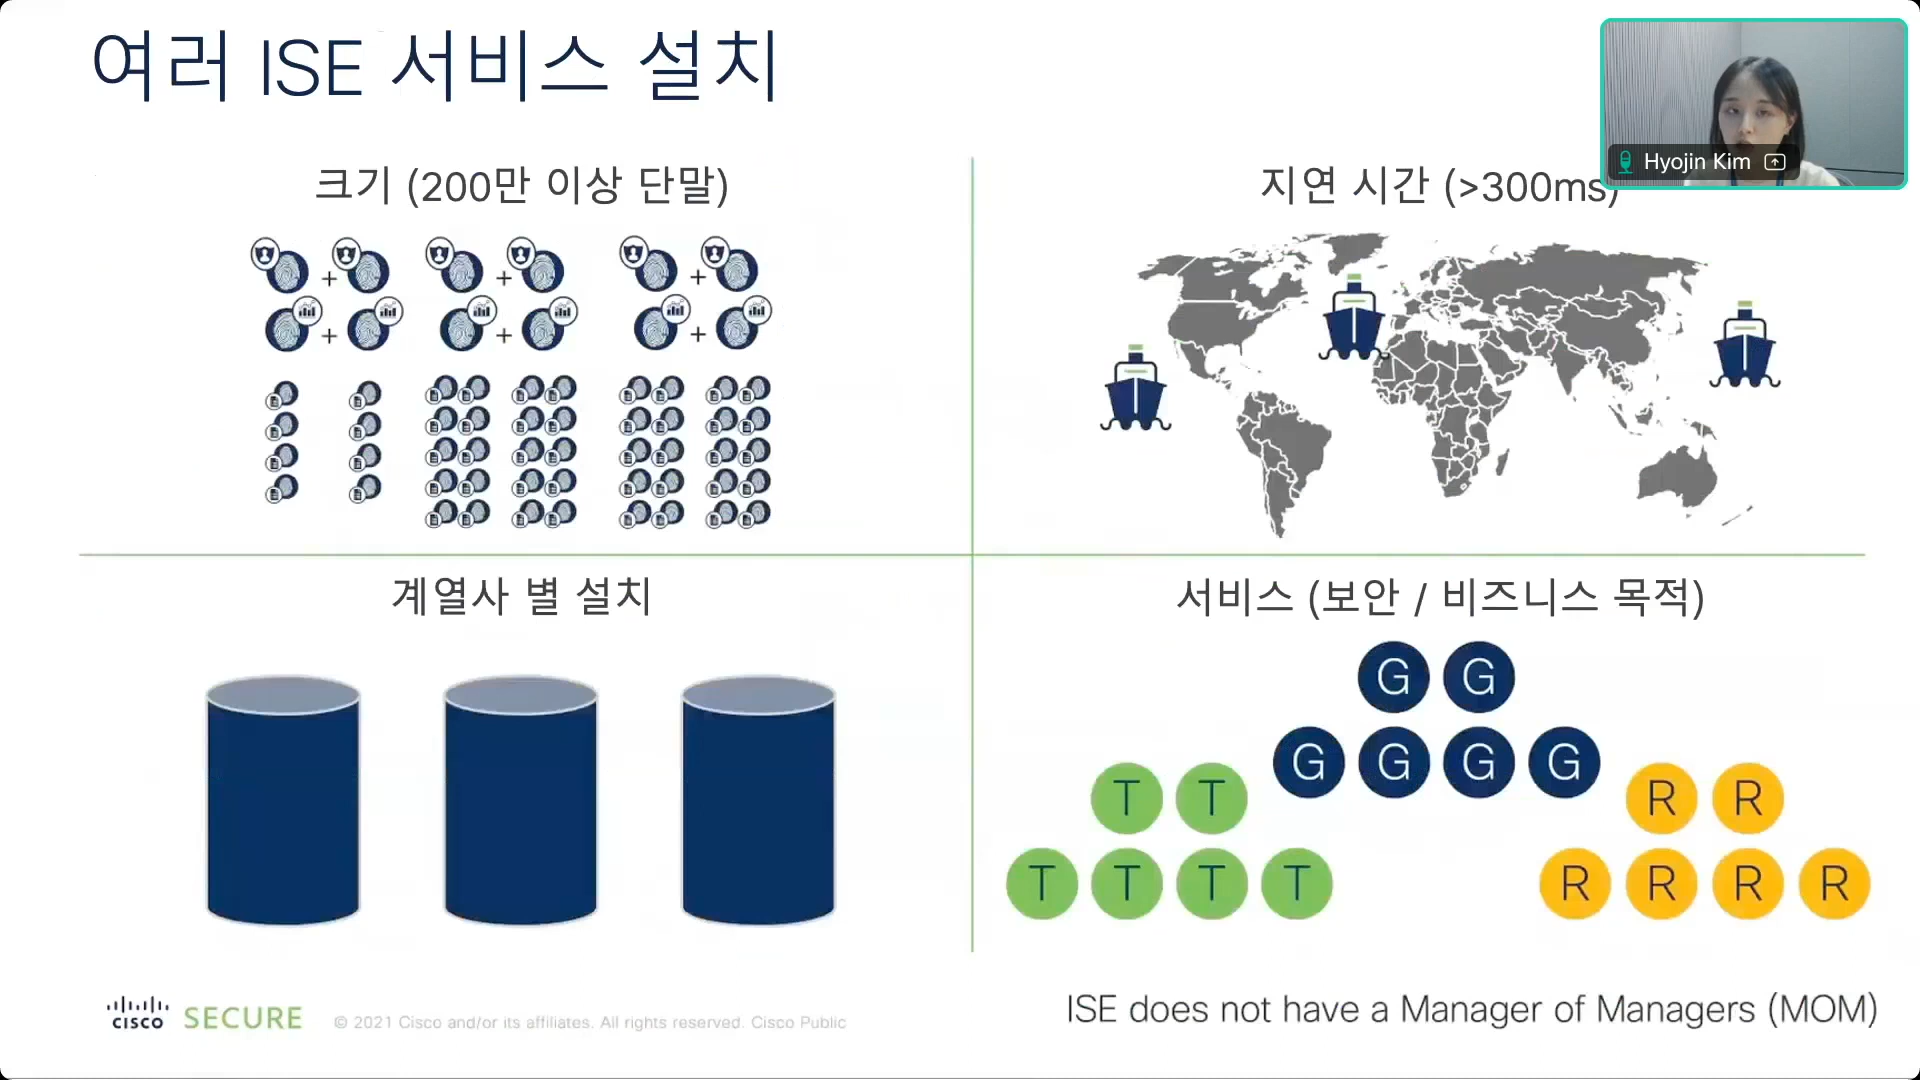 여러 ISE 서비스 설치
Hyojin Kim
크기 (200만 이상 단말)
지연 시간 (>300ms)
계열사 별 설치
서비스 (보안 / 비즈니스 목적)
G G
G G G G
T T
T T T T
R R
R R R R
CISCO SECURE
© 2021 Cisco and/or its affiliates. All rights reserved. Cisco Public
ISE does not have a Manager of Managers (MOM)